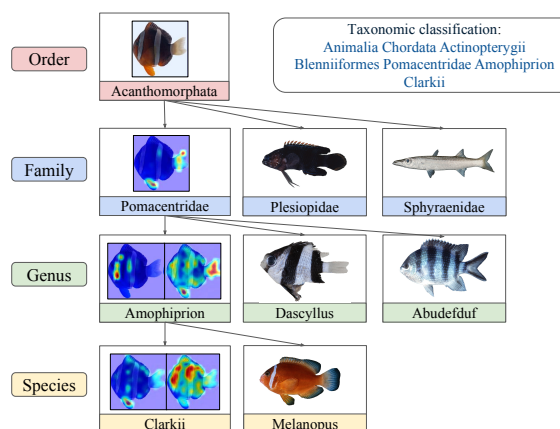 Taxonomic classification:
Animalia Chordata Actinopterygii
Blenniiformes Pomacentridae Amophiprion
Clarkii
Order
Acanthomorphata
Family
Pomacentridae
Plesiopidae
Sphyraenidae
Genus
Amophiprion
Dascyllus
Abudefduf
Species
Clarkii
Melanopus